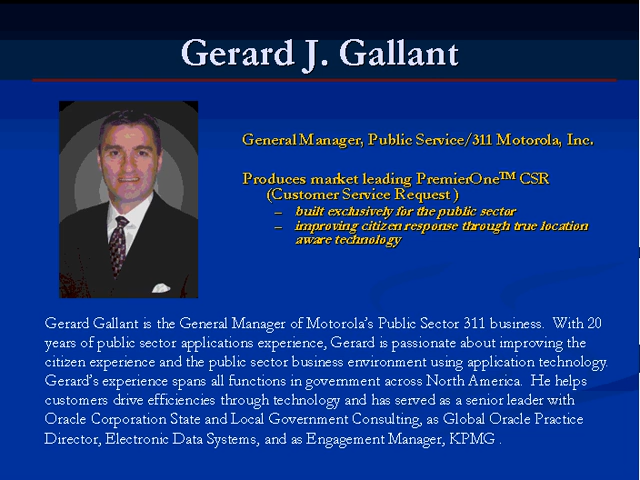 Gerard J. Gallant
General Manager, Public Service/311 Motorola, Inc.
Produces market leading PremierOne™ CSR
(Customer Service Request )
– built exclusively for the public sector
– improving citizen response through true location
aware technology
Gerard Gallant is the General Manager of Motorola's Public Sector 311 business.  With 20
years of public sector applications experience, Gerard is passionate about improving the
citizen experience and the public sector business environment using application technology.
Gerard's experience spans all functions in government across North America.  He helps
customers drive efficiencies through technology and has served as a senior leader with
Oracle Corporation State and Local Government Consulting, as Global Oracle Practice
Director, Electronic Data Systems, and as Engagement Manager, KPMG .